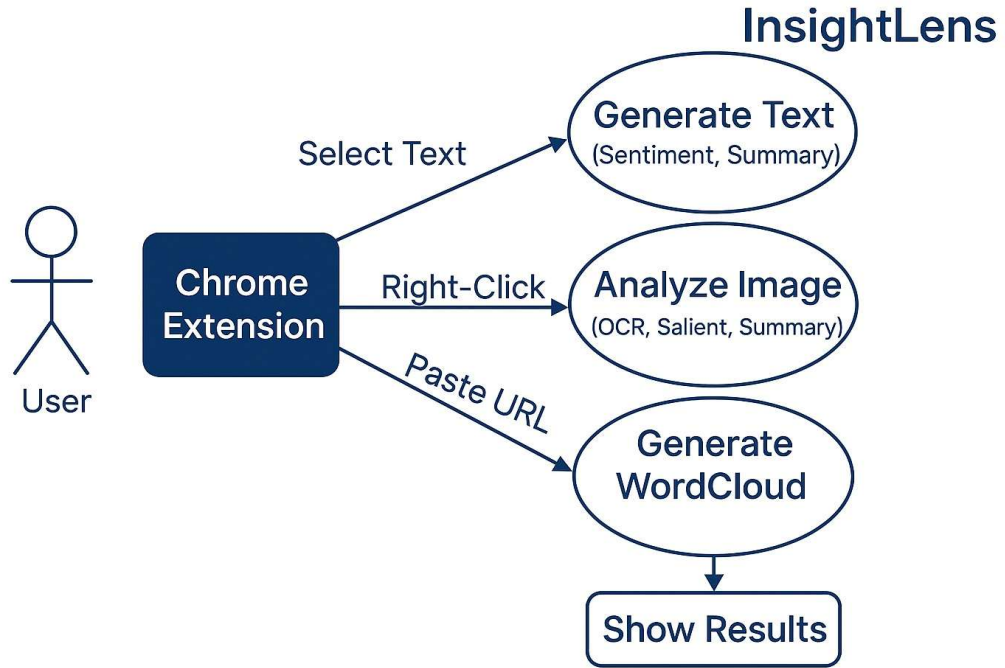 InsightLens
Generate Text
(Sentiment, Summary)
Select Text
Chrome
Extension
Right-Click
Analyze Image
(OCR, Salient, Summary)
User
Paste URL
Generate
WordCloud
Show Results